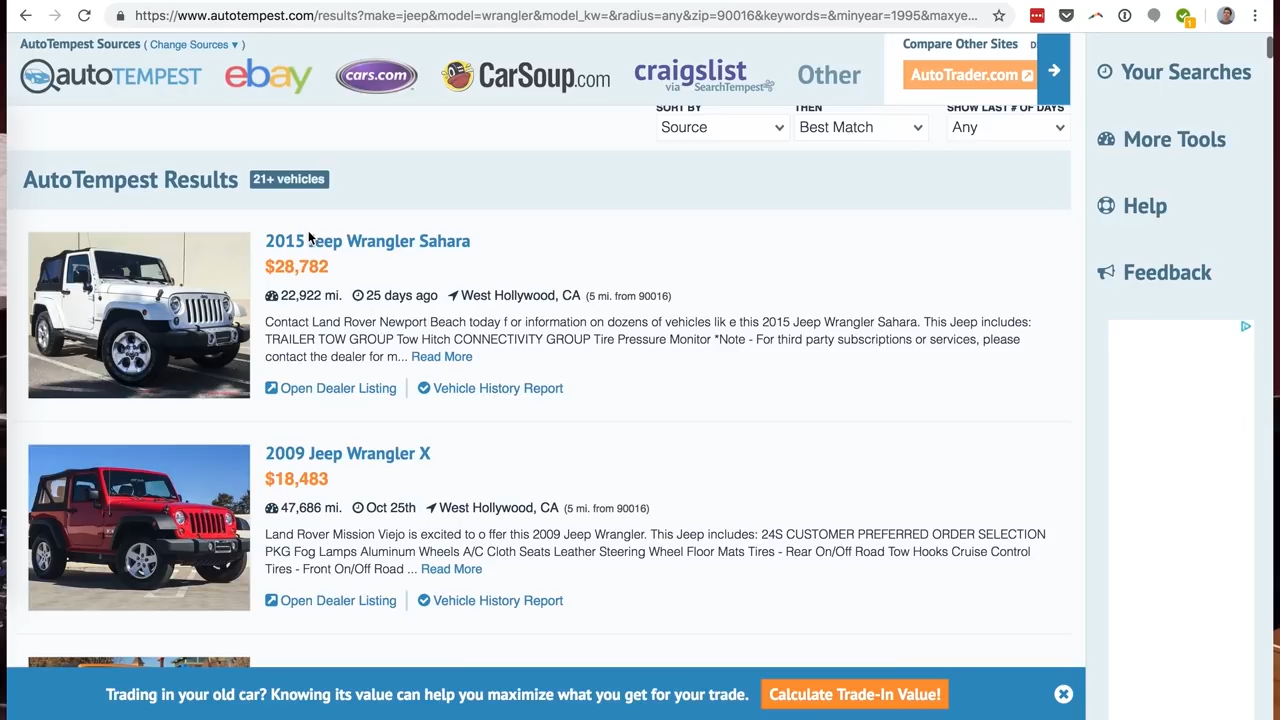 https://www.autotempest.com/results?make=jeep&model=wrangler&model_kw=&radius=any&zip=90016&keywords=&minyear=1995&maxye...
1
AutoTempest Sources ( Change Sources ▾ )
autoTEMPEST
ebay
cars.com
CarSoup.com
craigslist
via SearchTempest
Other
Compare Other Sites
AutoTrader.com
SORT BY
THEN
SHOW LAST # OF DAYS
Source
Best Match
Any
AutoTempest Results 21+ vehicles
2015 Jeep Wrangler Sahara
$28,782
22,922 mi. 25 days ago West Hollywood, CA (5 mi. from 90016)
Contact Land Rover Newport Beach today f or information on dozens of vehicles lik e this 2015 Jeep Wrangler Sahara. This Jeep includes:
TRAILER TOW GROUP Tow Hitch CONNECTIVITY GROUP Tire Pressure Monitor *Note - For third party subscriptions or services, please
contact the dealer for m... Read More
Open Dealer Listing | Vehicle History Report
2009 Jeep Wrangler X
$18,483
47,686 mi. Oct 25th West Hollywood, CA (5 mi. from 90016)
Land Rover Mission Viejo is excited to o ffer this 2009 Jeep Wrangler. This Jeep includes: 24S CUSTOMER PREFERRED ORDER SELECTION
PKG Fog Lamps Aluminum Wheels A/C Cloth Seats Leather Steering Wheel Floor Mats Tires - Rear On/Off Road Tow Hooks Cruise Control
Tires - Front On/Off Road ... Read More
Open Dealer Listing | Vehicle History Report
Your Searches
More Tools
Help
Feedback
Trading in your old car? Knowing its value can help you maximize what you get for your trade.
Calculate Trade-In Value!